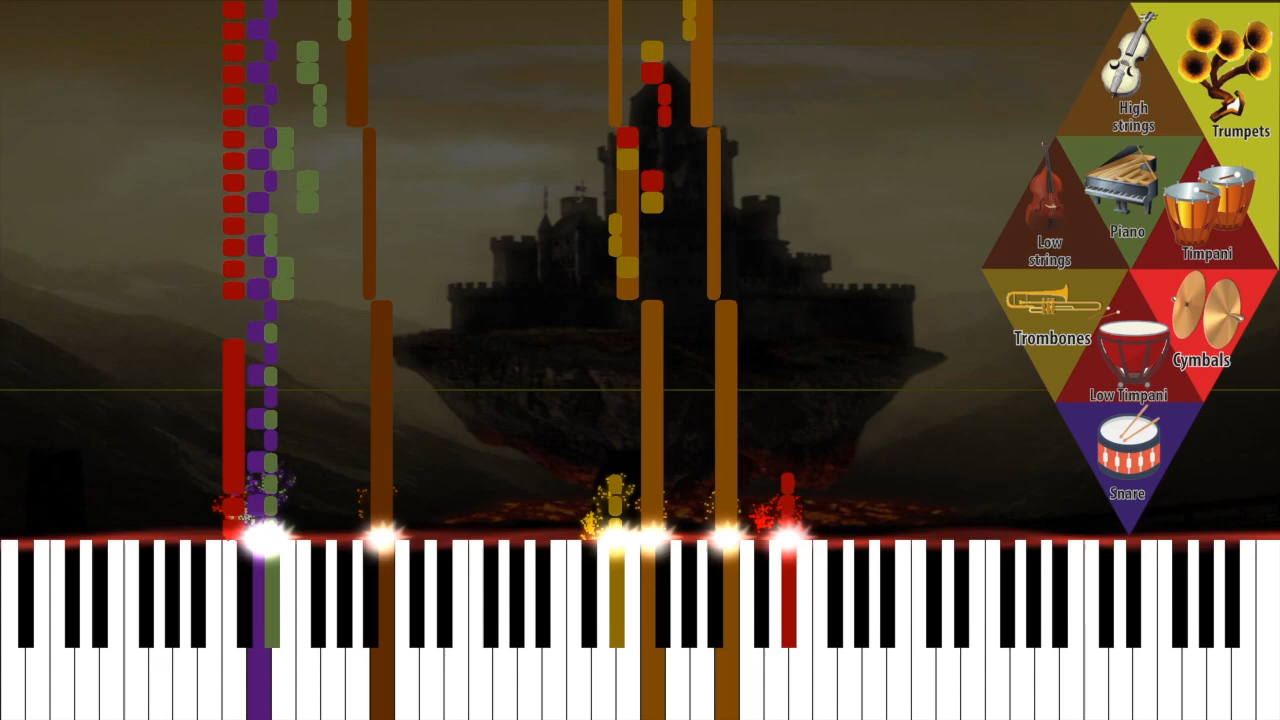 High
strings
Trumpets
Piano
Low
strings
Timpani
Trombones
Cymbals
Low Timpani
Snare